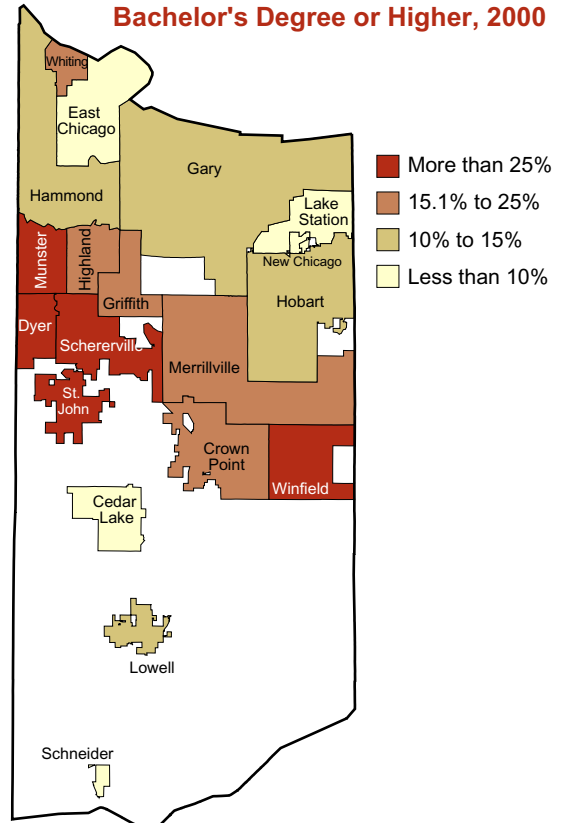 Bachelor's Degree or Higher, 2000
Whiting
East
Chicago
Gary
Hammond
Lake
Station
New Chicago
Munster
Highland
Griffith
Hobart
Dyer
Schererville
Merrillville
St.
John
Crown
Point
Winfield
Cedar
Lake
Lowell
Schneider
More than 25%
15.1% to 25%
10% to 15%
Less than 10%